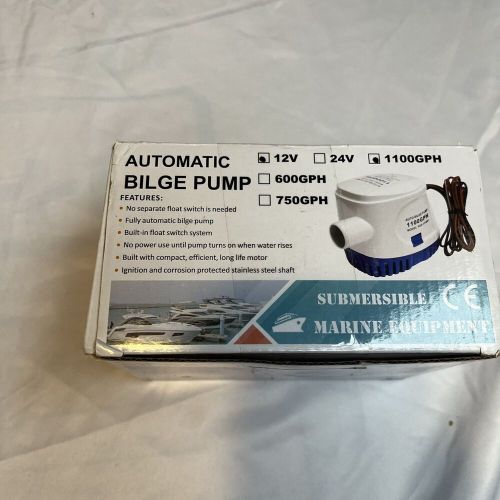 AUTOMATIC
BILGE PUMP
12V 24V 1100GPH
600GPH
750GPH
FEATURES:
• No separate float switch is needed
• Fully automatic bilge pump
• Built-in float switch system
• No power use until pump turns on when water rises
• Built with compact, efficient, long life motor
• Ignition and corrosion protected stainless steel shaft
1100GPH
SUBMERSIBLE CE
MARINE EQUIPMENT